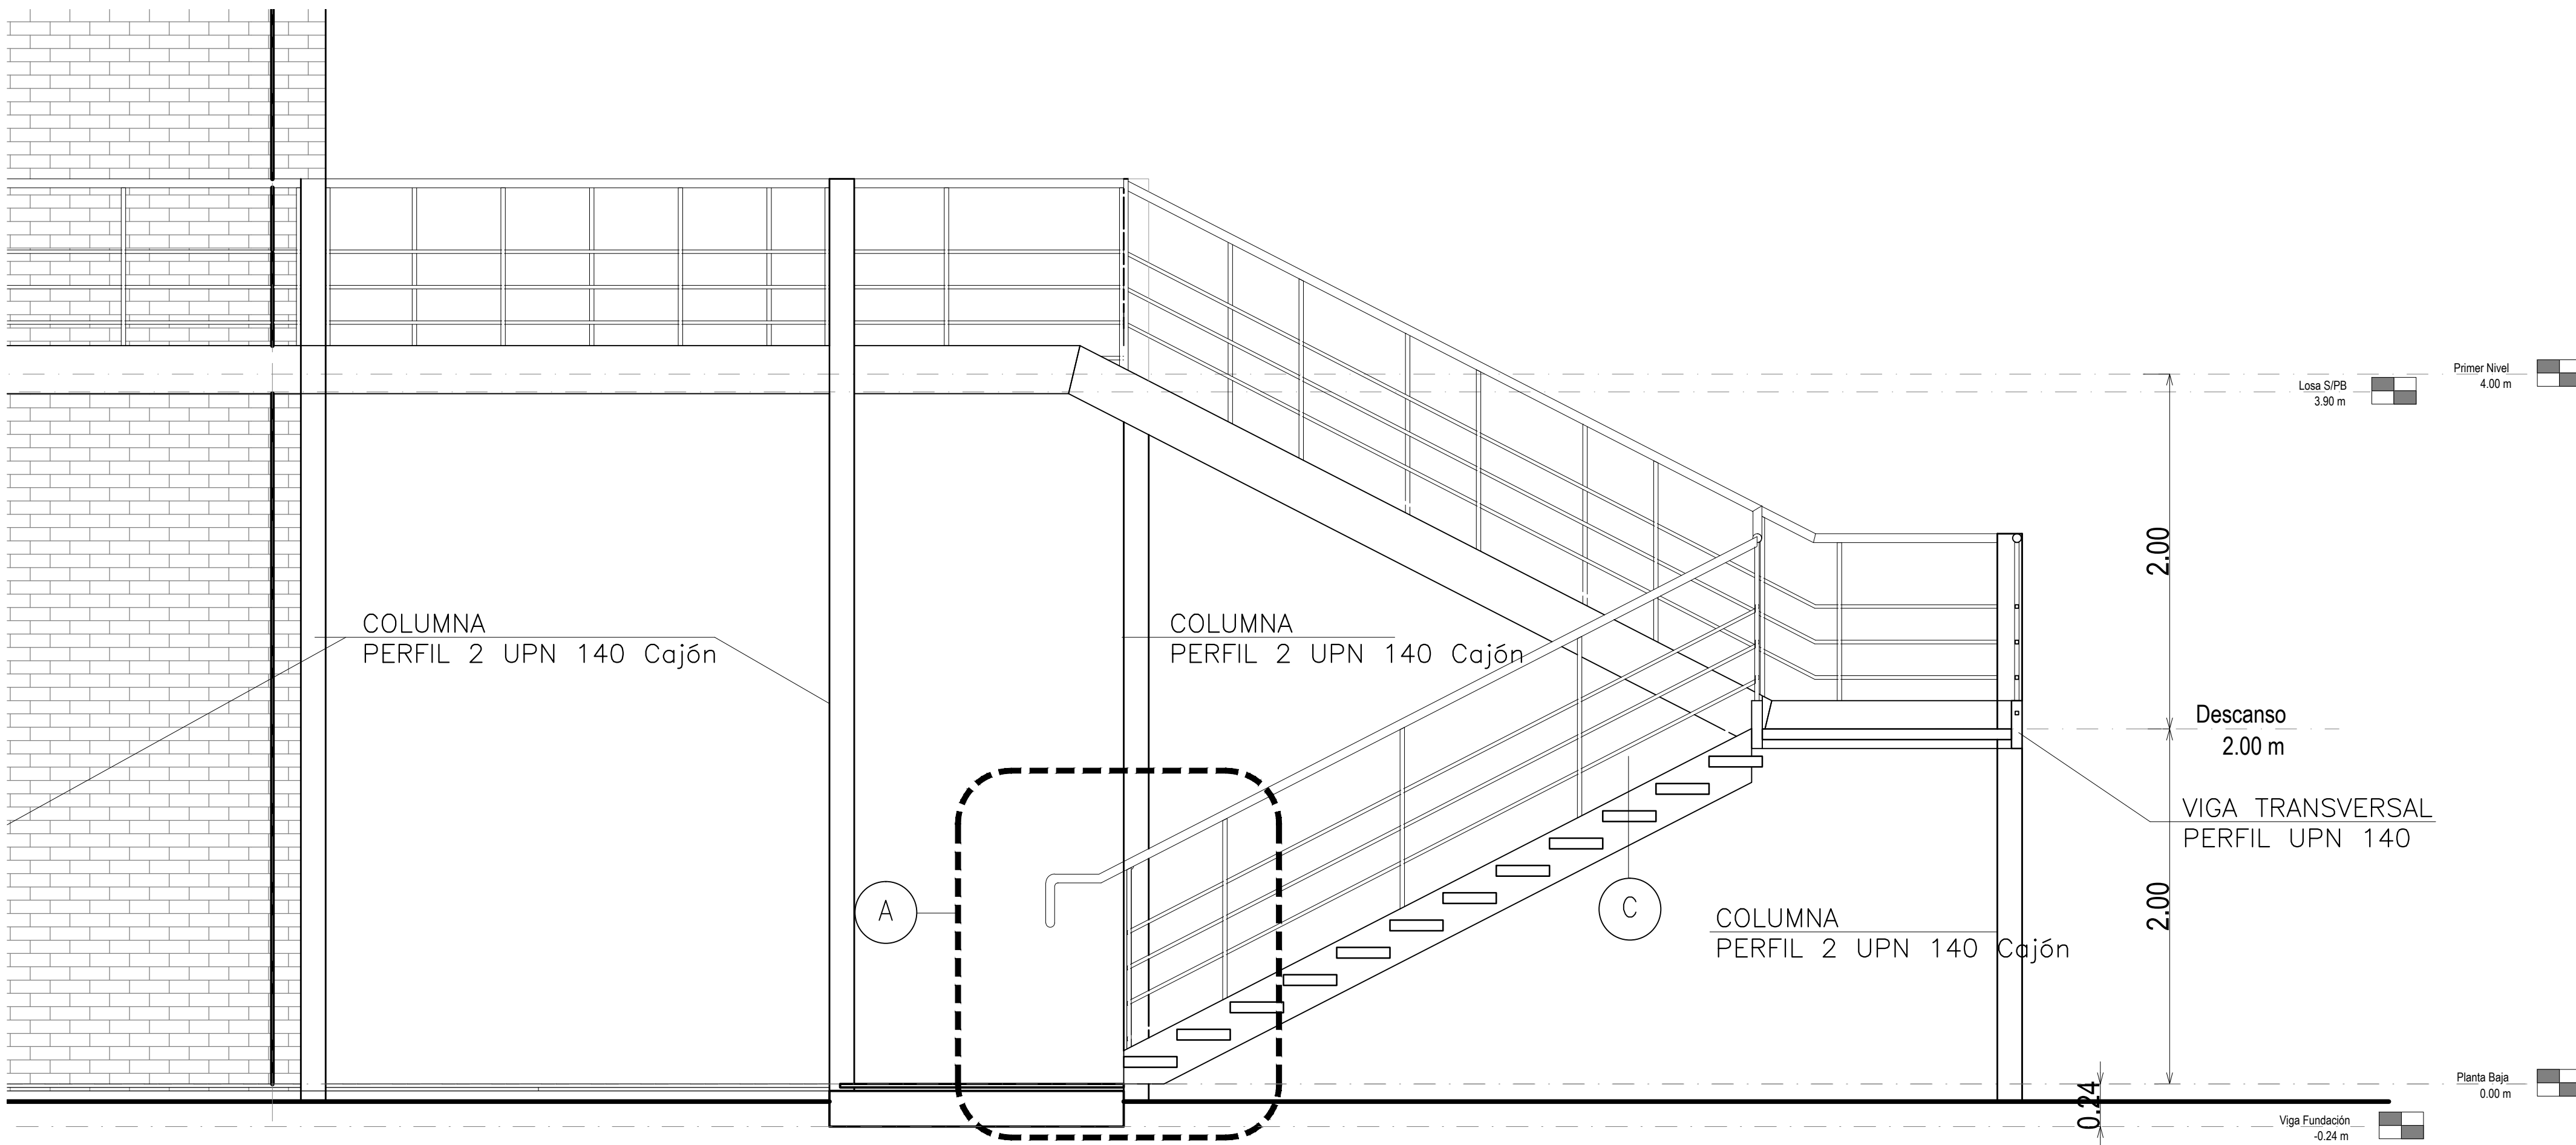 Primer Nivel
4.00 m
Losa S/PB
3.90 m
2.00
COLUMNA
PERFIL 2 UPN 140 Cajón
COLUMNA
PERFIL 2 UPN 140 Cajón
Descanso
2.00 m
VIGA TRANSVERSAL
PERFIL UPN 140
A
C
2.00
COLUMNA
PERFIL 2 UPN 140 Cajón
Planta Baja
0.00 m
0.24
Viga Fundación
-0.24 m